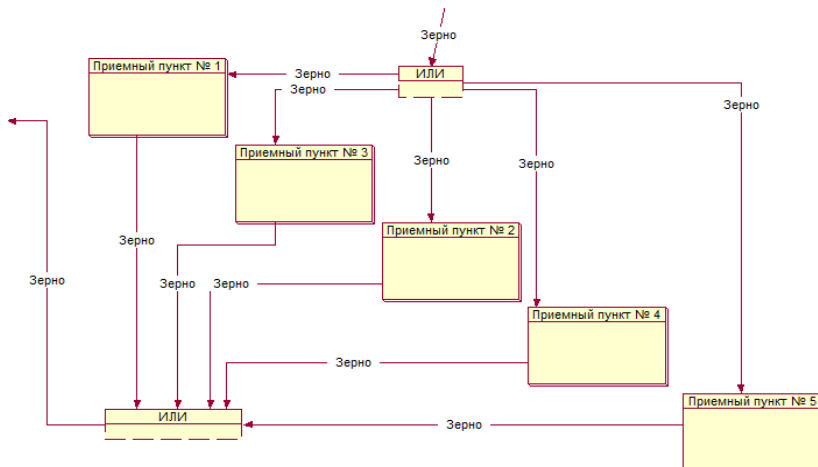 Зерно
Приемный пункт № 1
Зерно
ИЛИ
Зерно
Зерно
Приемный пункт № 3
Зерно
Зерно
Приемный пункт № 2
Зерно
Зерно
Зерно
Приемный пункт № 4
Зерно
Приемный пункт № 5
ИЛИ
Зерно